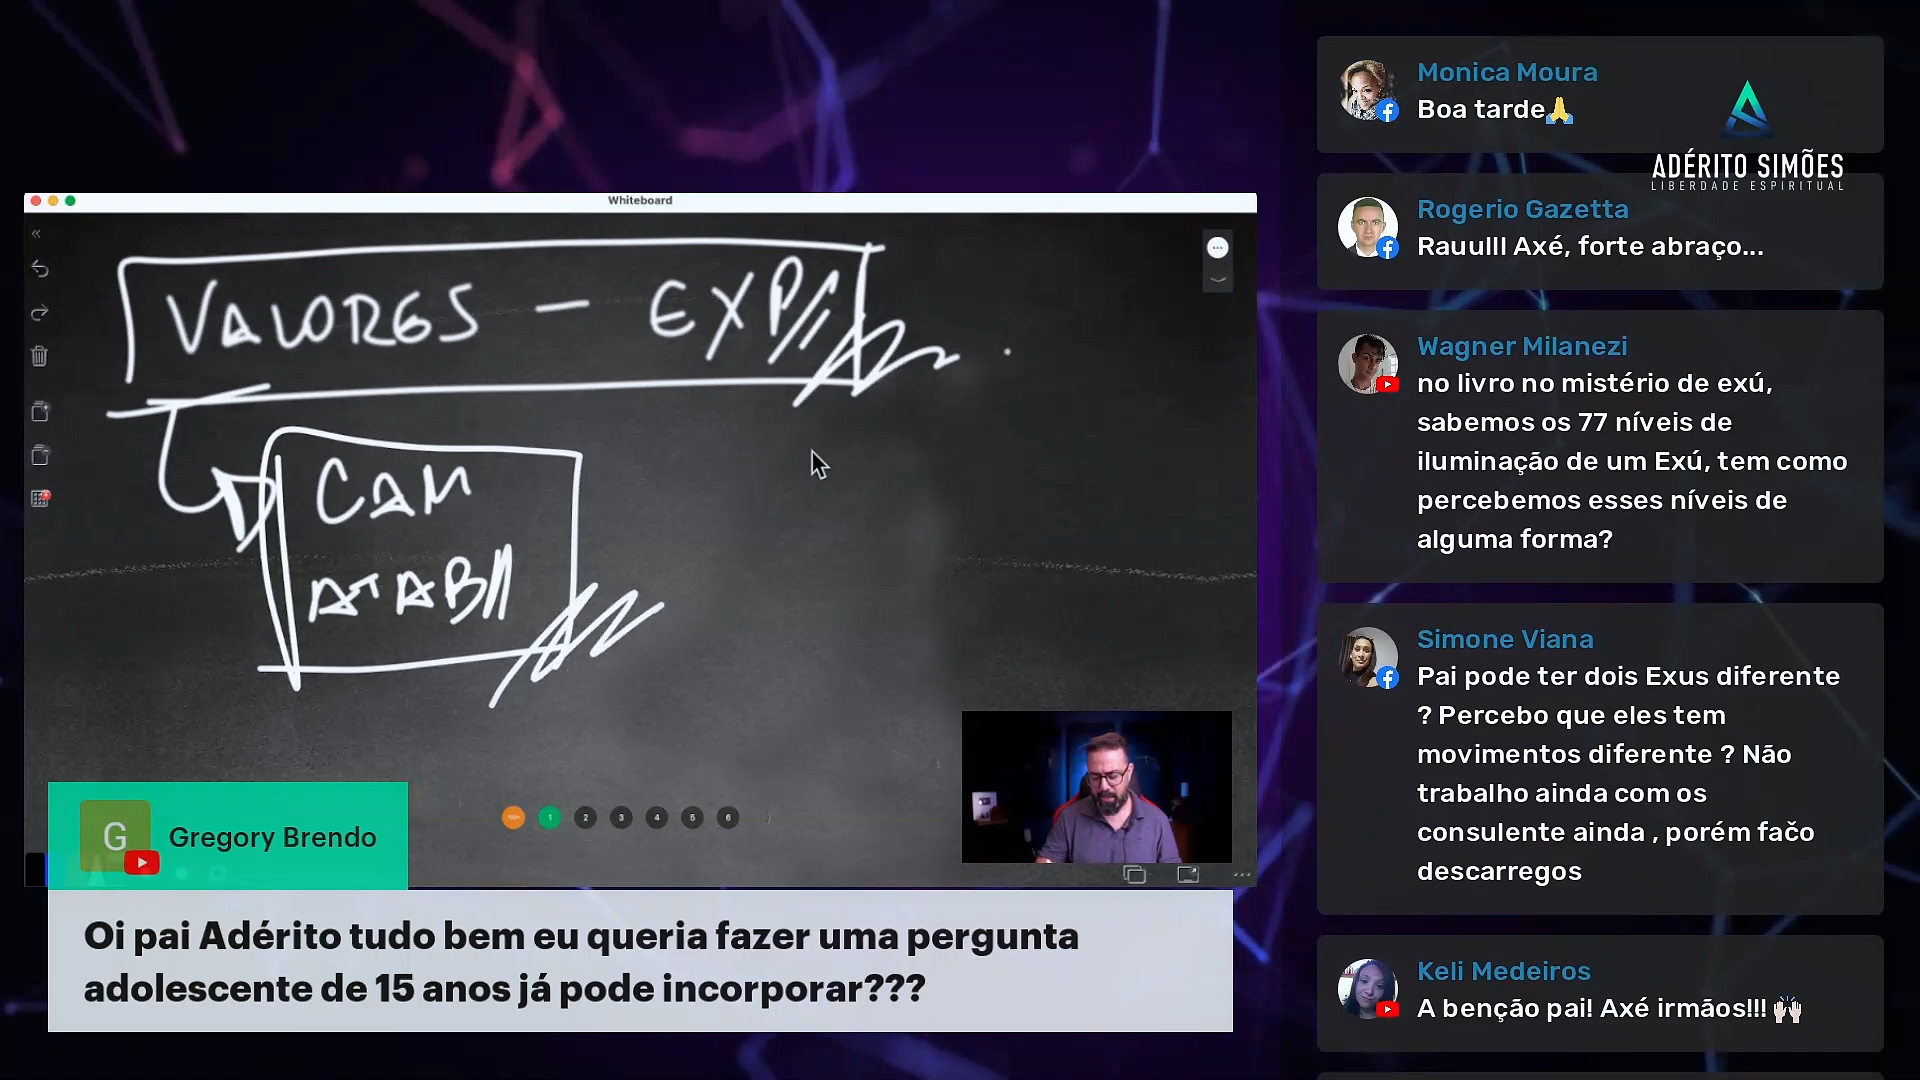 Whiteboard
VALORES - EXP
CAM
ATAB
1 2 3 4 5 6
G
Gregory Brendo
Oi pai Adérito tudo bem eu queria fazer uma pergunta
adolescente de 15 anos já pode incorporar???
Monica Moura
Boa tarde🙏
ADÉRITO SIMÕES
LIBERDADE ESPIRITUAL
Rogerio Gazetta
Rauulll Axé, forte abraço...
Wagner Milanezi
no livro no mistério de exú,
sabemos os 77 níveis de
iluminação de um Exú, tem como
percebemos esses níveis de
alguma forma?
Simone Viana
Pai pode ter dois Exus diferente
? Percebo que eles tem
movimentos diferente ? Não
trabalho ainda com os
consulente ainda , porém fačo
descarregos
Keli Medeiros
A benção pai! Axé irmãos!!! 🙌🏻